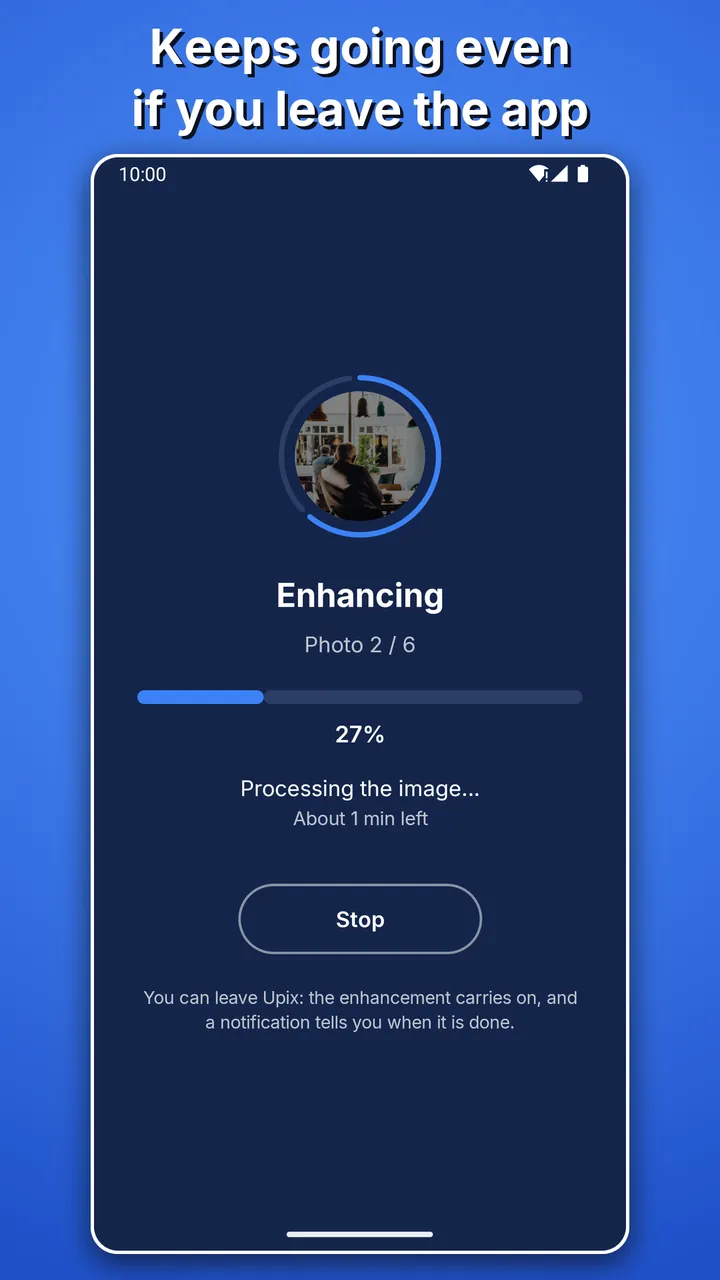 Keeps going even
if you leave the app
10:00
Enhancing
Photo 2 / 6
27%
Processing the image...
About 1 min left
Stop
You can leave Upix: the enhancement carries on, and
a notification tells you when it is done.